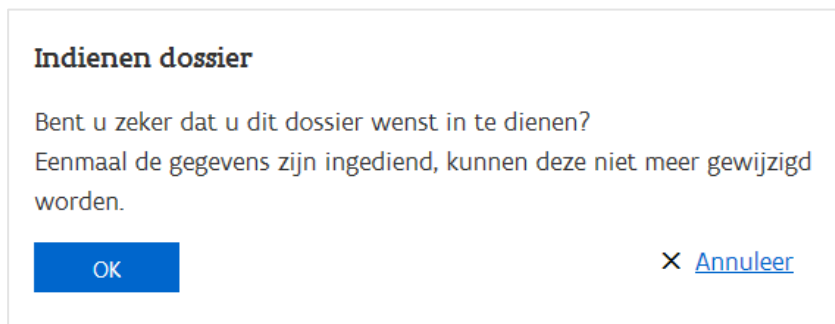 Indienen dossier
Bent u zeker dat u dit dossier wenst in te dienen?
Eenmaal de gegevens zijn ingediend, kunnen deze niet meer gewijzigd
worden.
OK
× Annuleer